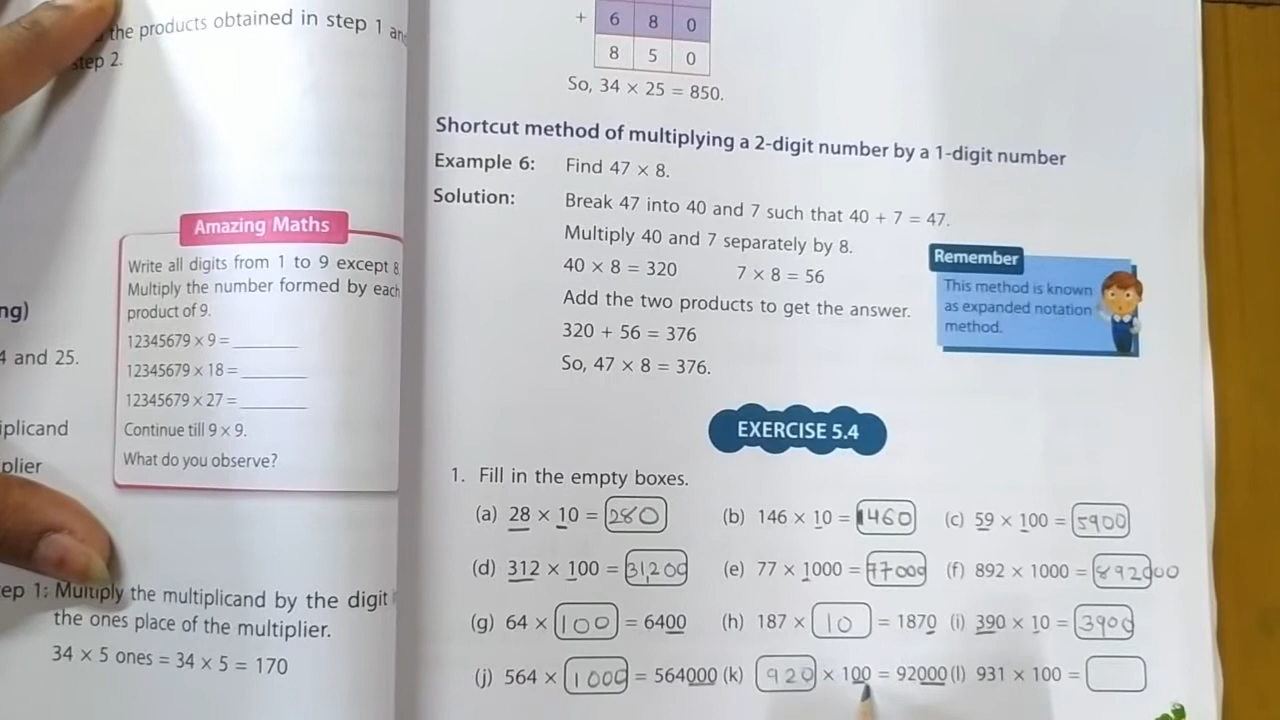 the products obtained in step 1 an
step 2.
Amazing Maths
Write all digits from 1 to 9 except 8
Multiply the number formed by each
product of 9.
12345679 × 9 = ______
12345679 × 18 = ______
12345679 × 27 = ______
Continue till 9 × 9.
What do you observe?
ng)
4 and 25.
iplicand
plier
ep 1: Multiply the multiplicand by the digit
the ones place of the multiplier.
34 × 5 ones = 34 × 5 = 170
+ 6 8 0
8 5 0
So, 34 × 25 = 850.
Shortcut method of multiplying a 2-digit number by a 1-digit number
Example 6: Find 47 × 8.
Solution: Break 47 into 40 and 7 such that 40 + 7 = 47.
Multiply 40 and 7 separately by 8.
40 × 8 = 320 7 × 8 = 56
Add the two products to get the answer.
320 + 56 = 376
So, 47 × 8 = 376.
Remember
This method is known
as expanded notation
method.
EXERCISE 5.4
1. Fill in the empty boxes.
(a) 28 × 10 = 280 (b) 146 × 10 = 1460 (c) 59 × 100 = 5900
(d) 312 × 100 = 31,200 (e) 77 × 1000 = 77000 (f) 892 × 1000 = 892000
(g) 64 × 100 = 6400 (h) 187 × 10 = 1870 (i) 390 × 10 = 3900
(j) 564 × 1000 = 564000 (k) 920 × 100 = 92000 (l) 931 × 100 =